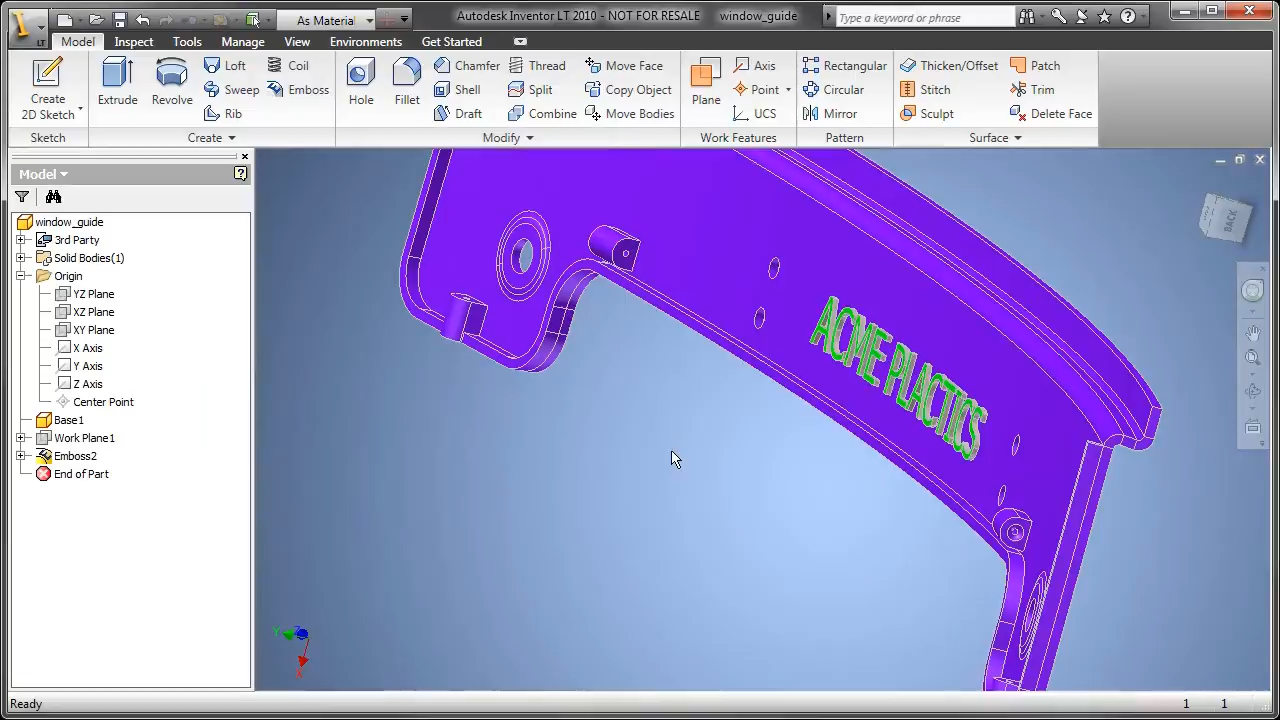 As Material
Autodesk Inventor LT 2010 - NOT FOR RESALE window_guide
Type a keyword or phrase
LT
Model Inspect Tools Manage View Environments Get Started
Create
2D Sketch
Extrude
Revolve
Loft
Sweep
Rib
Coil
Emboss
Hole
Fillet
Chamfer
Shell
Draft
Thread
Split
Combine
Move Face
Copy Object
Move Bodies
Plane
Axis
Point
UCS
Rectangular
Circular
Mirror
Thicken/Offset
Stitch
Sculpt
Patch
Trim
Delete Face
Sketch Create Modify Work Features Pattern Surface
Model
window_guide
3rd Party
Solid Bodies(1)
Origin
YZ Plane
XZ Plane
XY Plane
X Axis
Y Axis
Z Axis
Center Point
Base1
Work Plane1
Emboss2
End of Part
BACK
ACME PLACTICS
Y
Z
X
Ready 1 1